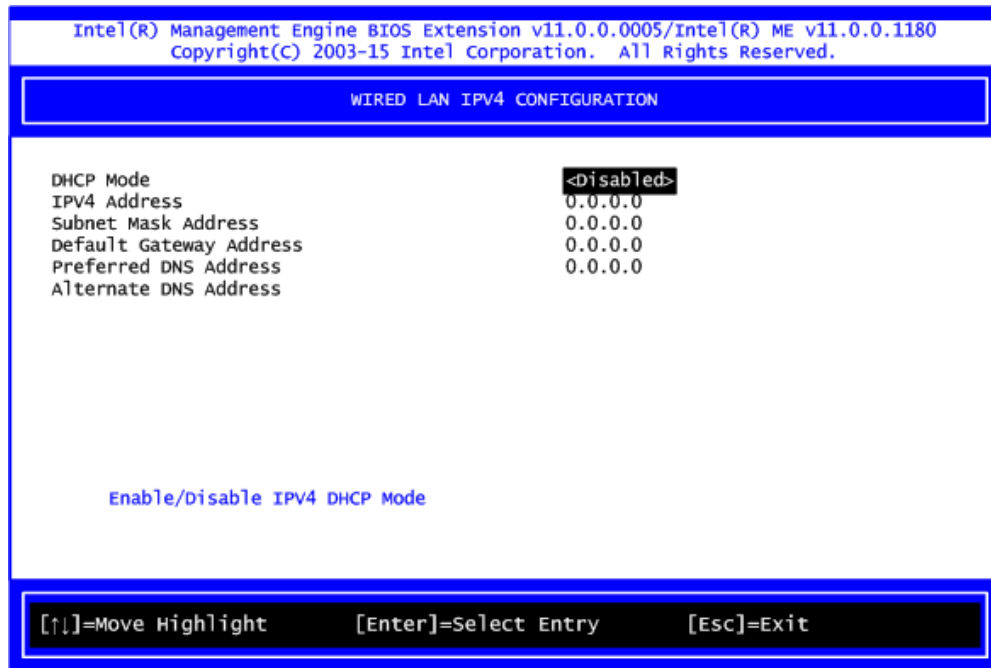 Intel(R) Management Engine BIOS Extension v11.0.0.0005/Intel(R) ME v11.0.0.1180
Copyright(C) 2003-15 Intel Corporation. All Rights Reserved.
WIRED LAN IPV4 CONFIGURATION
DHCP Mode <Disabled>
IPV4 Address 0.0.0.0
Subnet Mask Address 0.0.0.0
Default Gateway Address 0.0.0.0
Preferred DNS Address 0.0.0.0
Alternate DNS Address
Enable/Disable IPV4 DHCP Mode
[↑↓]=Move Highlight [Enter]=Select Entry [Esc]=Exit